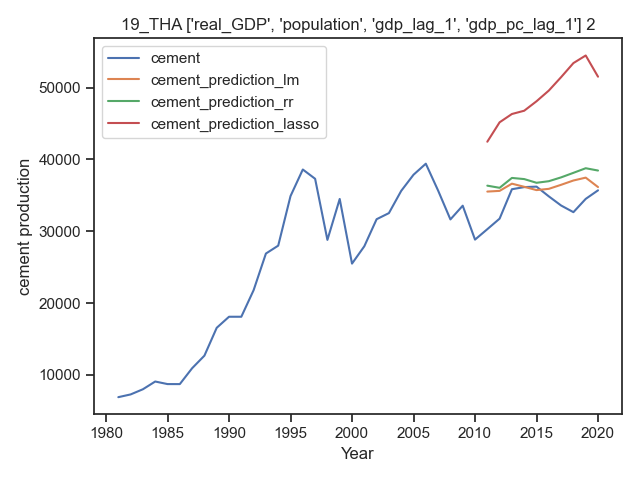 19_THA ['real_GDP', 'population', 'gdp_lag_1', 'gdp_pc_lag_1'] 2
cement
cement_prediction_lm
cement_prediction_rr
cement_prediction_lasso
50000
40000
30000
20000
10000
cement production
1980 1985 1990 1995 2000 2005 2010 2015 2020
Year